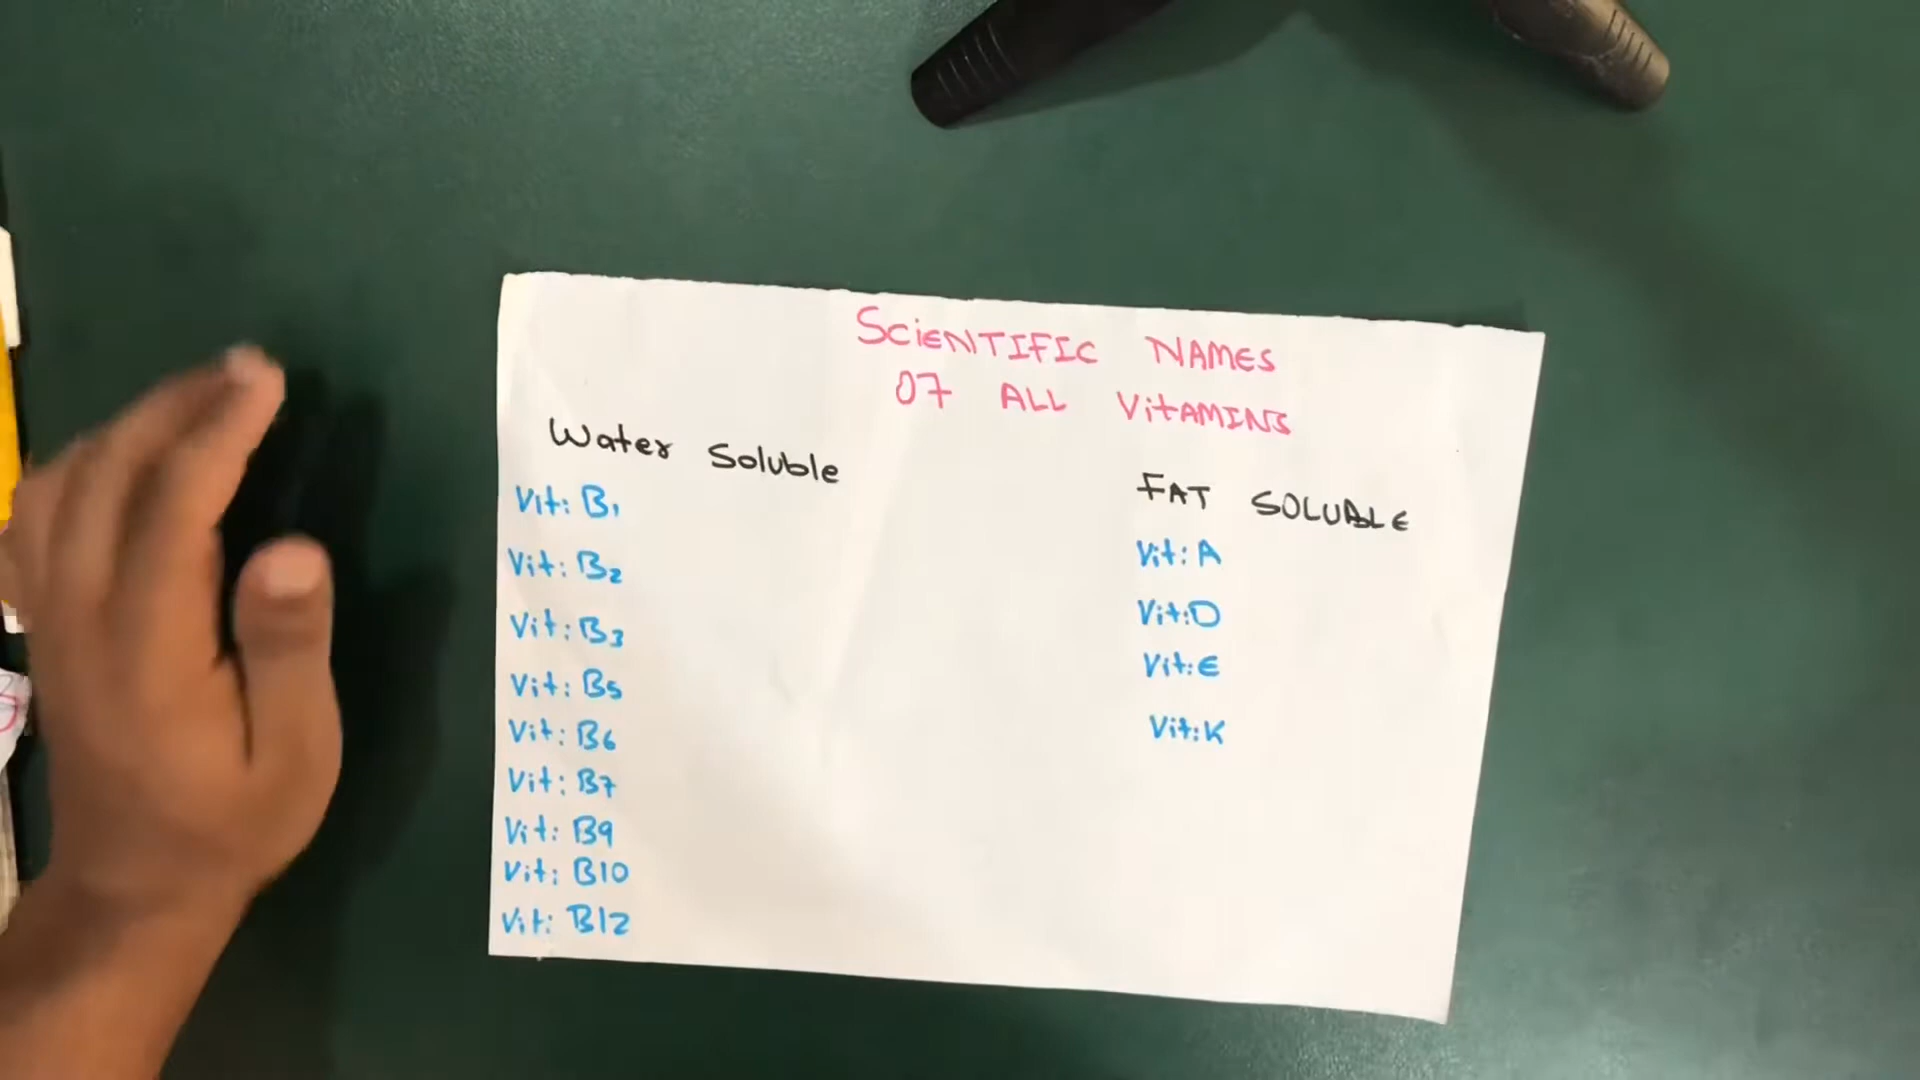 SCiENTIFIC NAMES
OF ALL ViTAMINS
Water Soluble
Vit: B1
Vit: B2
Vit: B3
Vit: B5
Vit: B6
Vit: B7
Vit: B9
Vit: B10
Vit: B12
FAT SOLUBLE
Vit: A
Vit: D
Vit: E
Vit: K